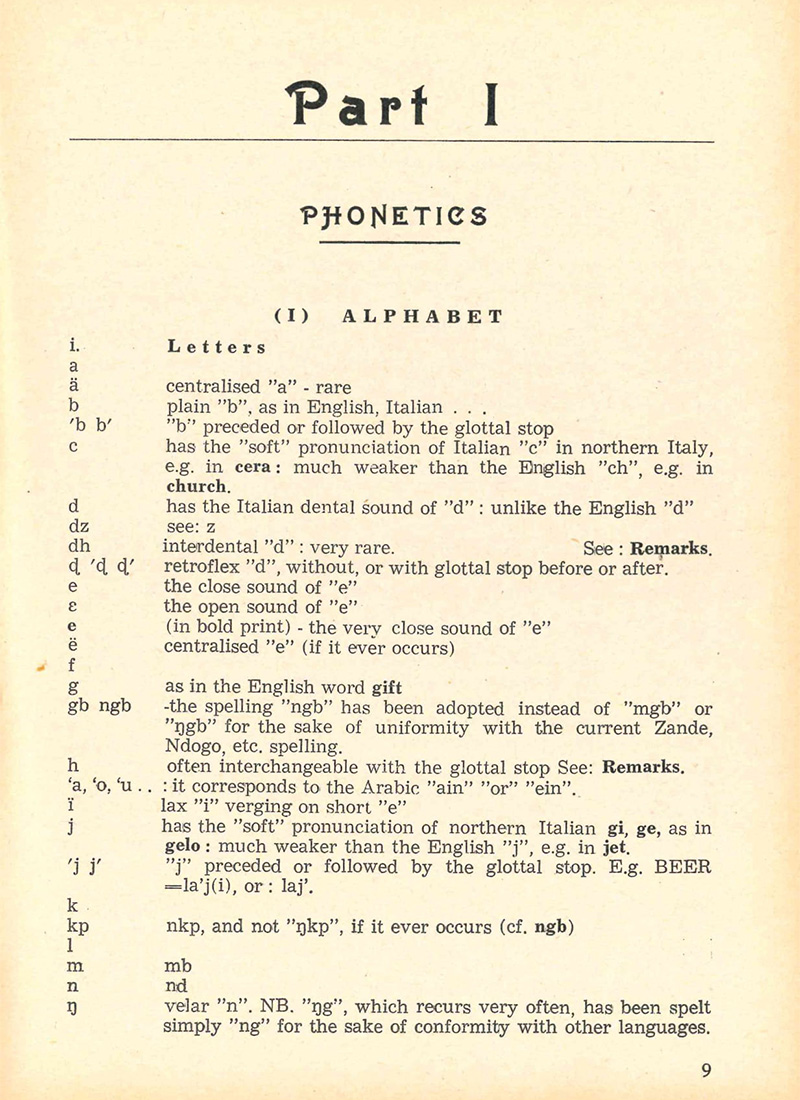 Part I
PHONETICS
(I) ALPHABET
i. Letters
a
ä centralised ”a” - rare
b plain ”b”, as in English, Italian . . .
'b b' ”b” preceded or followed by the glottal stop
c has the ”soft” pronunciation of Italian ”c” in northern Italy,
e.g. in cera : much weaker than the English ”ch”, e.g. in
church.
d has the Italian dental sound of ”d” : unlike the English ”d”
dz see: z
dh interdental ”d” : very rare. See : Remarks.
ɖ 'ɖ ɖ' retroflex ”d”, without, or with glottal stop before or after.
e the close sound of ”e”
ɛ the open sound of ”e”
e (in bold print) - the very close sound of ”e”
ë centralised ”e” (if it ever occurs)
f
g as in the English word gift
gb ngb -the spelling ”ngb” has been adopted instead of ”mgb” or
”ŋgb” for the sake of uniformity with the current Zande,
Ndogo, etc. spelling.
h often interchangeable with the glottal stop See: Remarks.
‘a, ‘o, ‘u . . : it corresponds to the Arabic ”ain” ”or” ”ein”.
ï lax ”i” verging on short ”e”
j has the ”soft” pronunciation of northern Italian gi, ge, as in
gelo : much weaker than the English ”j”, e.g. in jet.
'j j' ”j” preceded or followed by the glottal stop. E.g. BEER
=la'j(i), or : laj'.
k
kp nkp, and not ”ŋkp”, if it ever occurs (cf. ngb)
l
m mb
n nd
ŋ velar ”n”. NB. ”ŋg”, which recurs very often, has been spelt
simply ”ng” for the sake of conformity with other languages.
9